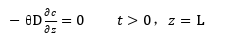 − θD ∂c/∂z = 0 t > 0, z = L